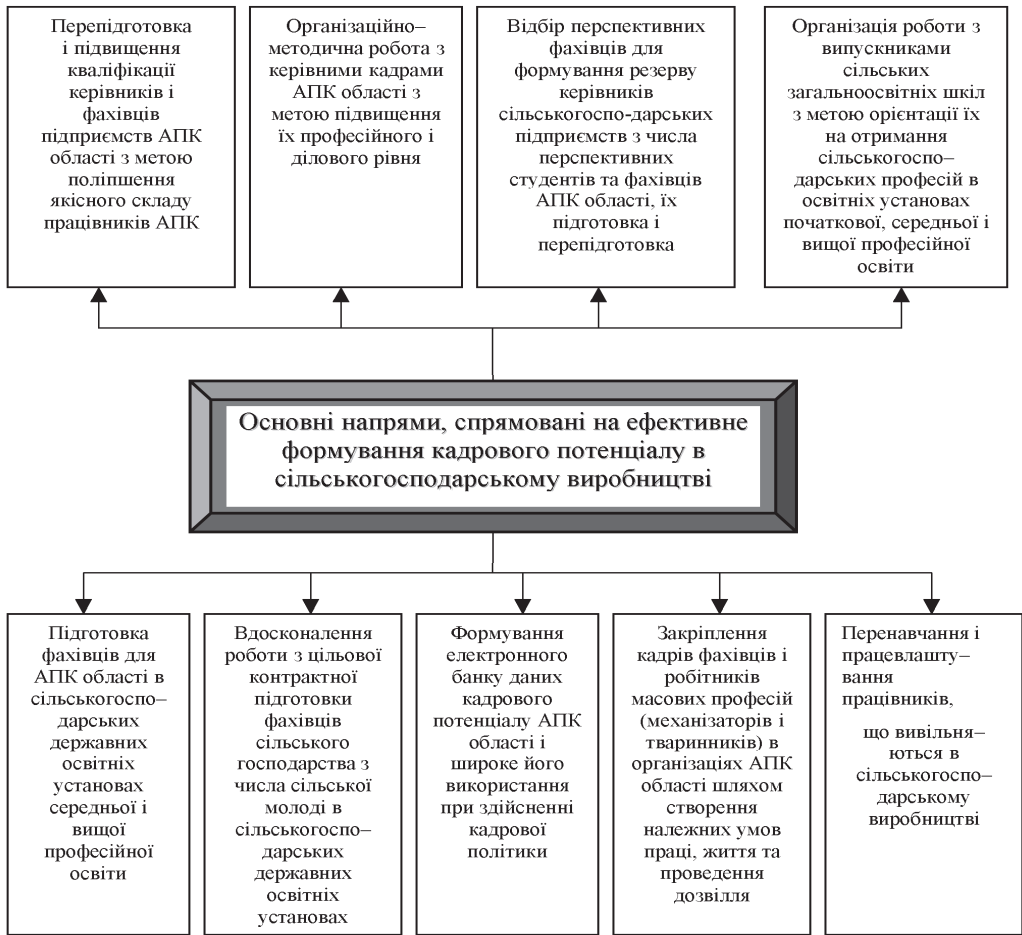 Перепідготовка
і підвищення
кваліфікації
керівників і
фахівців
підприємств АПК
області з метою
поліпшення
якісного складу
працівників АПК
Організаційно–
методична робота з
керівними кадрами
АПК області з
метою підвищення
їх професійного і
ділового рівня
Відбір перспективних
фахівців для
формування резерву
керівників
сільськогоспо-дарських
підприємств з числа
перспективних
студентів та фахівців
АПК області, їх
підготовка і
перепідготовка
Організація роботи з
випускниками
сільських
загальноосвітніх шкіл
з метою орієнтації їх
на отримання
сільськогоспо–
дарських професій в
освітніх установах
початкової, середньої і
вищої професійної
освіти
Основні напрями, спрямовані на ефективне
формування кадрового потенціалу в
сільськогосподарському виробництві
Підготовка
фахівців для
АПК області в
сільськогоспо–
дарських
державних
освітніх
установах
середньої і
вищої
професійної
освіти
Вдосконалення
роботи з цільової
контрактної
підготовки
фахівців
сільського
господарства з
числа сільської
молоді в
сільськогоспо–
дарських
державних
освітніх
установах
Формування
електронного
банку даних
кадрового
потенціалу АПК
області і
широке його
використання
при здійсненні
кадрової
політики
Закріплення
кадрів фахівців і
робітників
масових професій
(механізаторів і
тваринників) в
організаціях АПК
області шляхом
створення
належних умов
праці, життя та
проведення
дозвілля
Перенавчання і
працевлашту–
вання
працівників,
що вивільня–
ються в
сільськогоспо–
дарському
виробництві